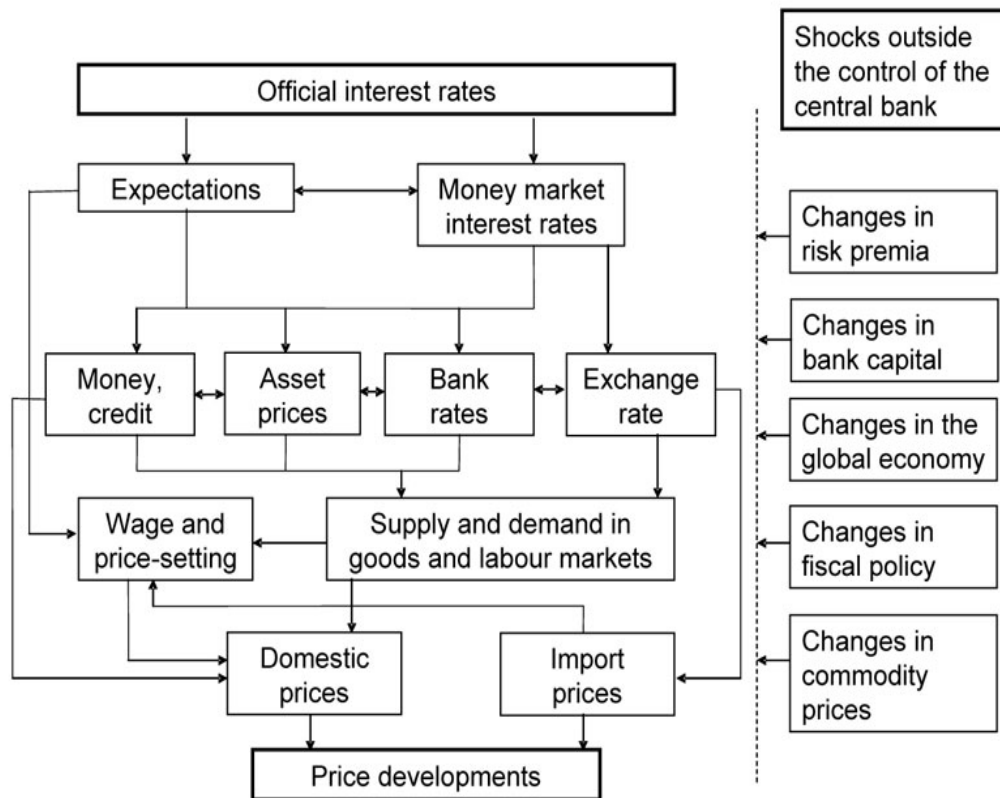 Official interest rates
Shocks outside
the control of the
central bank
Expectations
Money market
interest rates
Changes in
risk premia
Changes in
bank capital
Money,
credit
Asset
prices
Bank
rates
Exchange
rate
Changes in the
global economy
Wage and
price-setting
Supply and demand in
goods and labour markets
Changes in
fiscal policy
Domestic
prices
Import
prices
Changes in
commodity
prices
Price developments